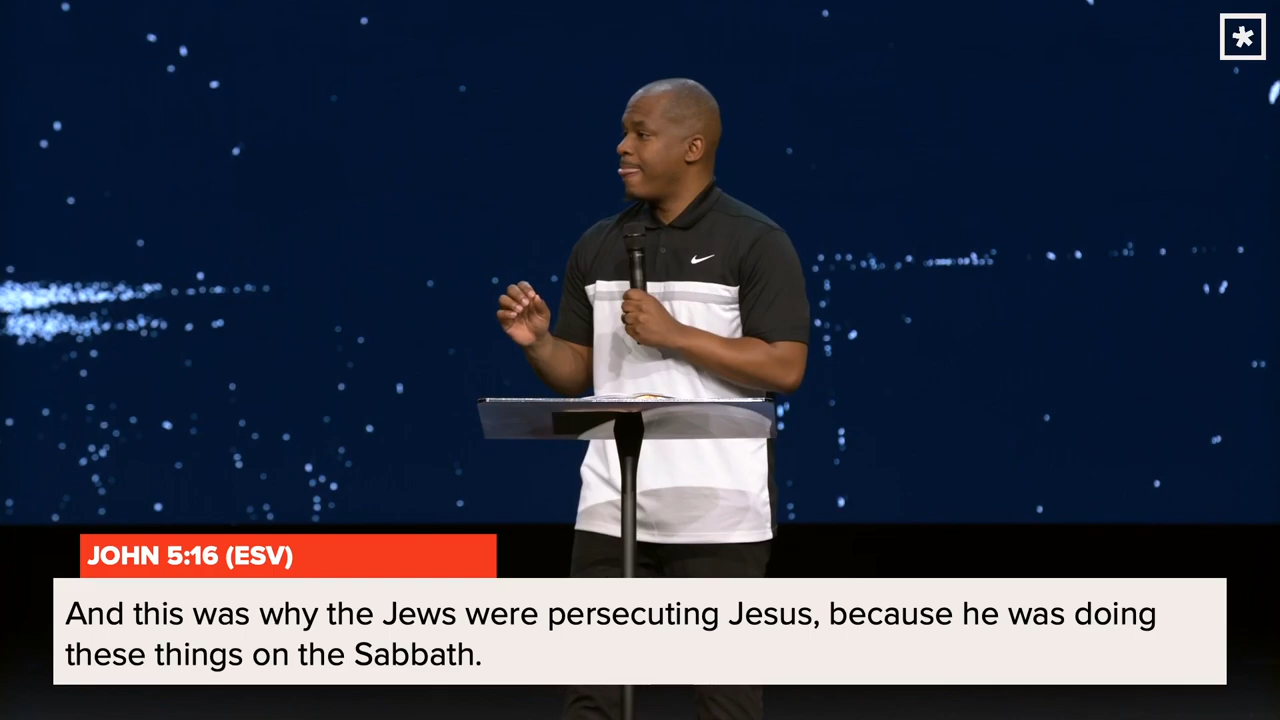 JOHN 5:16 (ESV)
And this was why the Jews were persecuting Jesus, because he was doing
these things on the Sabbath.